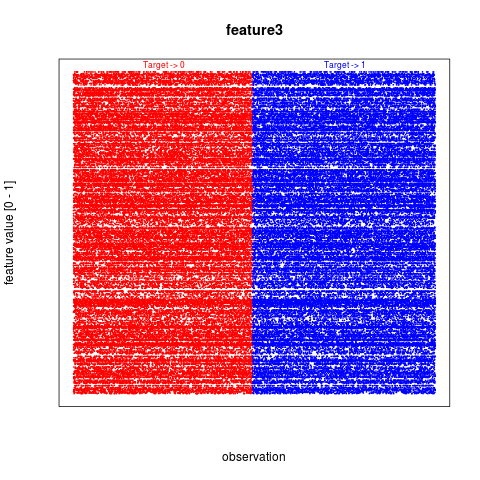 feature3
Target -> 0
Target -> 1
feature value [0 - 1]
observation